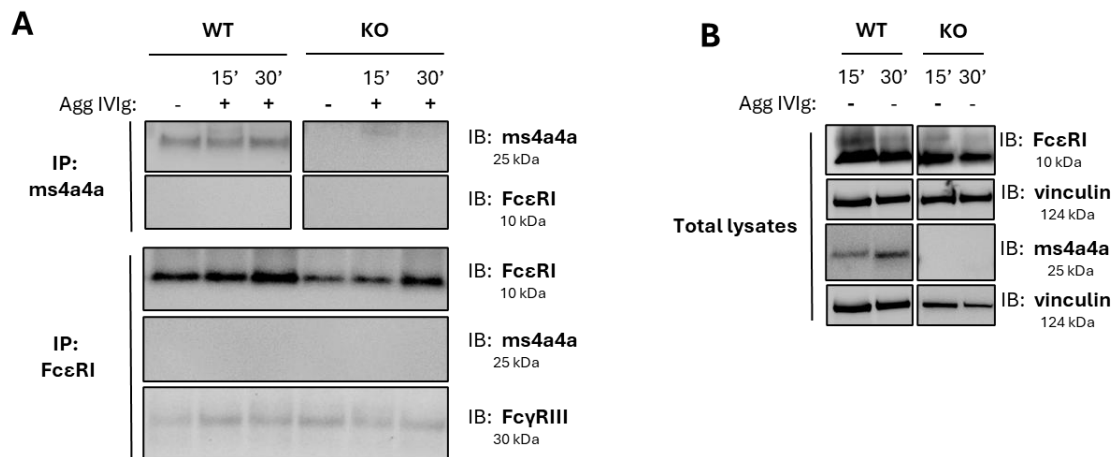 A
WT KO
15’ 30’ 15’ 30’
Agg IVIg: - + + - + +
IP:
ms4a4a
IB: ms4a4a
25 kDa
IB: FcεRI
10 kDa
IP:
FcεRI
IB: FcεRI
10 kDa
IB: ms4a4a
25 kDa
IB: FcγRIII
30 kDa
B
WT KO
15’ 30’ 15’ 30’
Agg IVIg: - - - -
Total lysates
IB: FcεRI
10 kDa
IB: vinculin
124 kDa
IB: ms4a4a
25 kDa
IB: vinculin
124 kDa